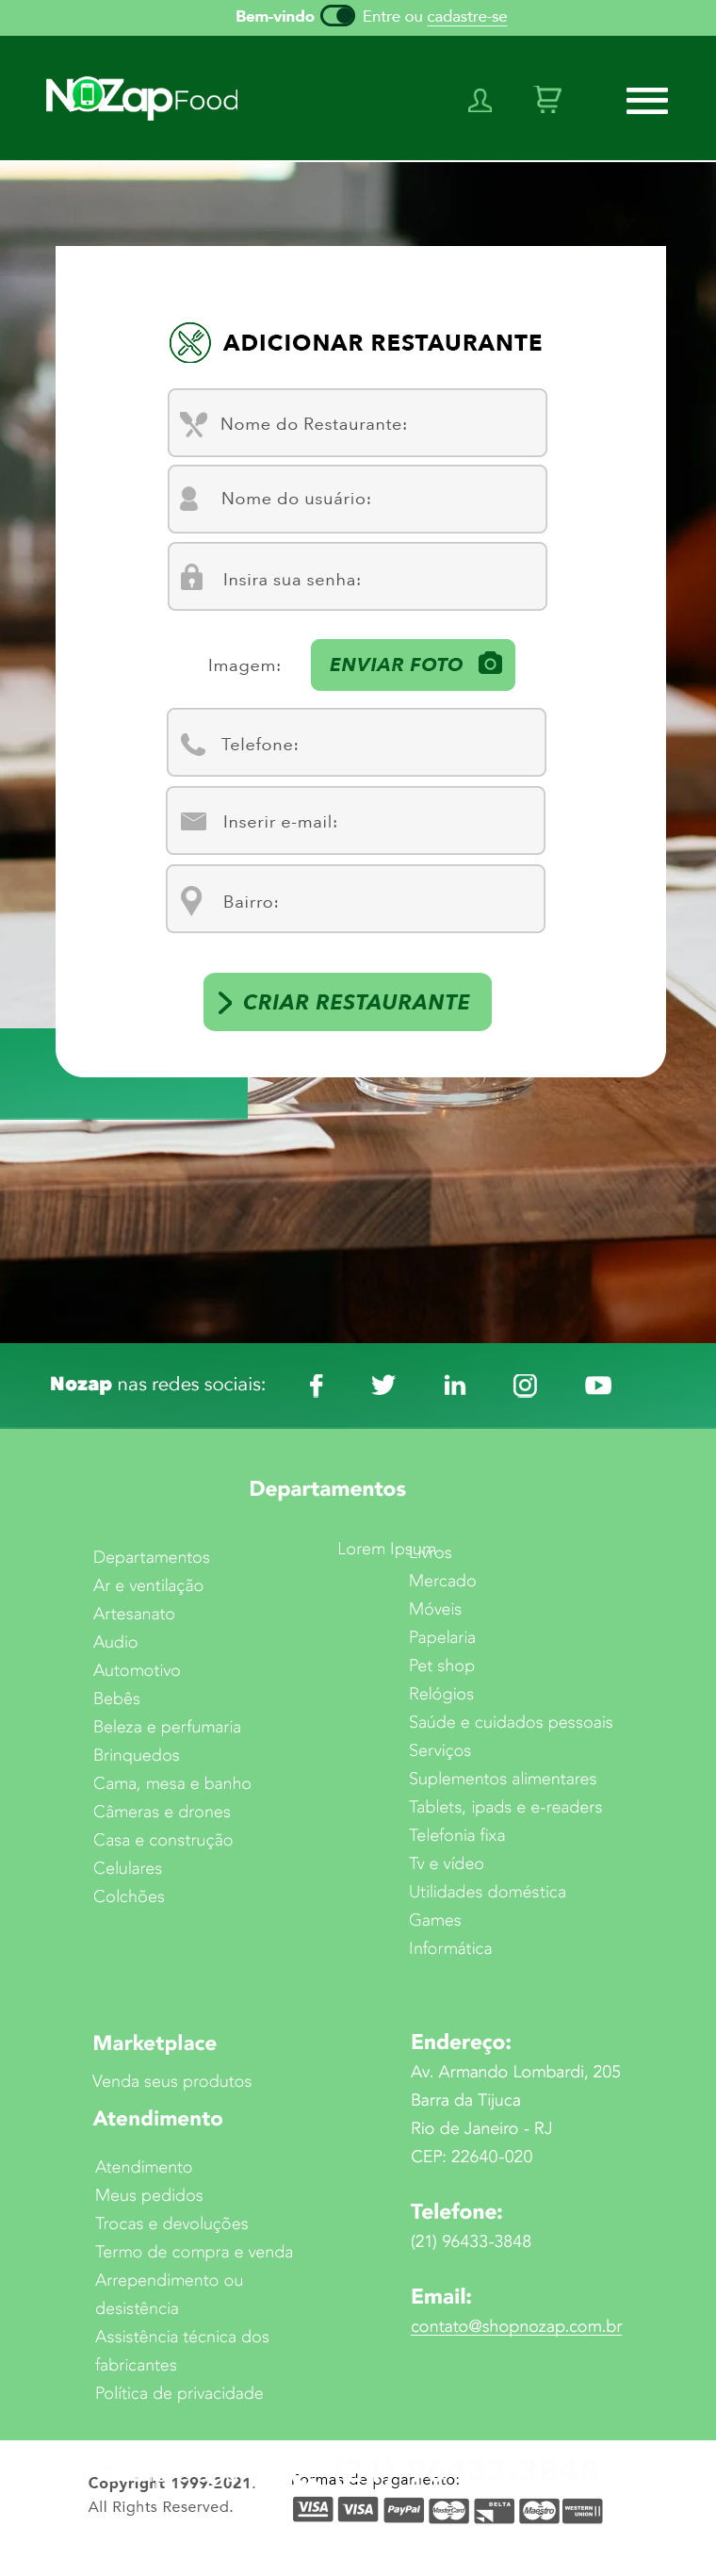 Bem-vindo Entre ou cadastre-se
NOZapFood
ADICIONAR RESTAURANTE
Nome do Restaurante:
Nome do usuário:
Insira sua senha:
Imagem: ENVIAR FOTO
Telefone:
Inserir e-mail:
Bairro:
CRIAR RESTAURANTE
Nozap nas redes sociais:
Departamentos
Departamentos
Ar e ventilação
Artesanato
Audio
Automotivo
Bebês
Beleza e perfumaria
Brinquedos
Cama, mesa e banho
Câmeras e drones
Casa e construção
Celulares
Colchões
Lorem Ipsum
Livros
Mercado
Móveis
Papelaria
Pet shop
Relógios
Saúde e cuidados pessoais
Serviços
Suplementos alimentares
Tablets, ipads e e-readers
Telefonia fixa
Tv e vídeo
Utilidades doméstica
Games
Informática
Marketplace
Venda seus produtos
Atendimento
Atendimento
Meus pedidos
Trocas e devoluções
Termo de compra e venda
Arrependimento ou
desistência
Assistência técnica dos
fabricantes
Política de privacidade
Endereço:
Av. Armando Lombardi, 205
Barra da Tijuca
Rio de Janeiro - RJ
CEP: 22640-020
Telefone:
(21) 96433-3848
Email:
contato@shopnozap.com.br
Copyright 1999-2021.
All Rights Reserved.
formas de pagamento:
VISA VISA PayPal MasterCard DELTA Maestro WESTERN UNION